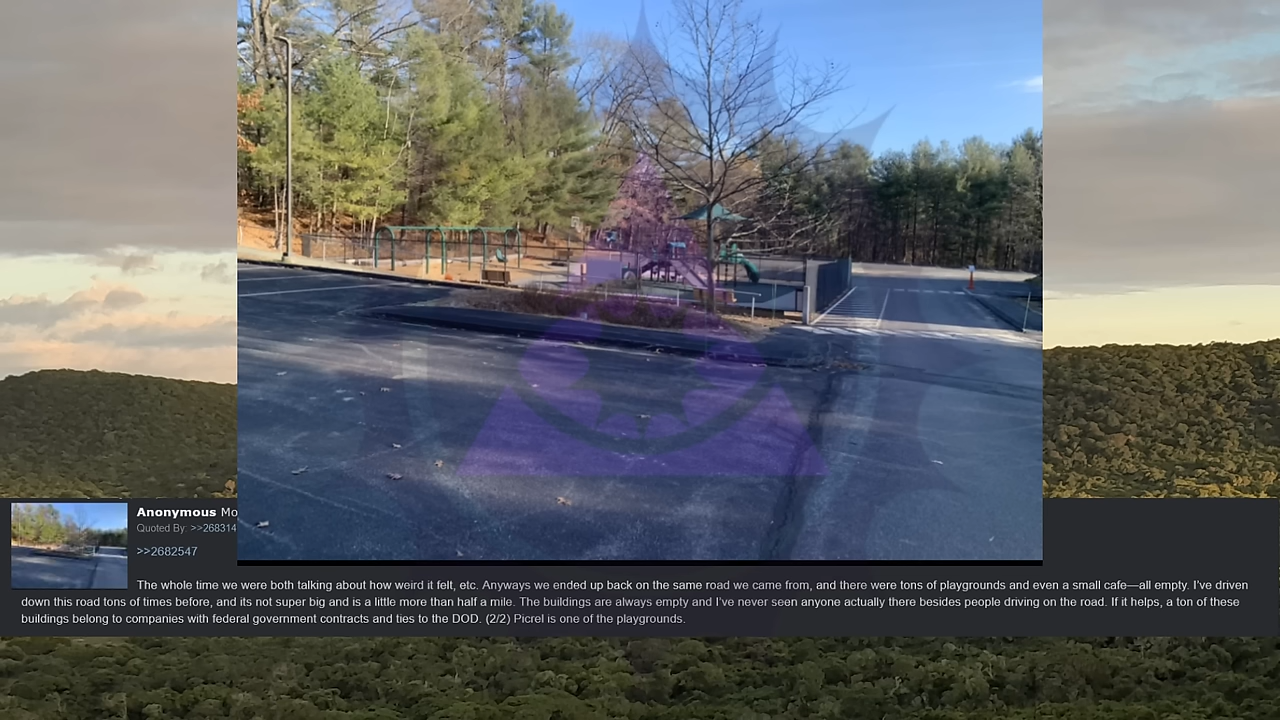 Anonymous Mo
Quoted By: >>268314
>>2682547
The whole time we were both talking about how weird it felt, etc. Anyways we ended up back on the same road we came from, and there were tons of playgrounds and even a small cafe—all empty. I've driven
down this road tons of times before, and its not super big and is a little more than half a mile. The buildings are always empty and I've never seen anyone actually there besides people driving on the road. If it helps, a ton of these
buildings belong to companies with federal government contracts and ties to the DOD. (2/2) Picrel is one of the playgrounds.